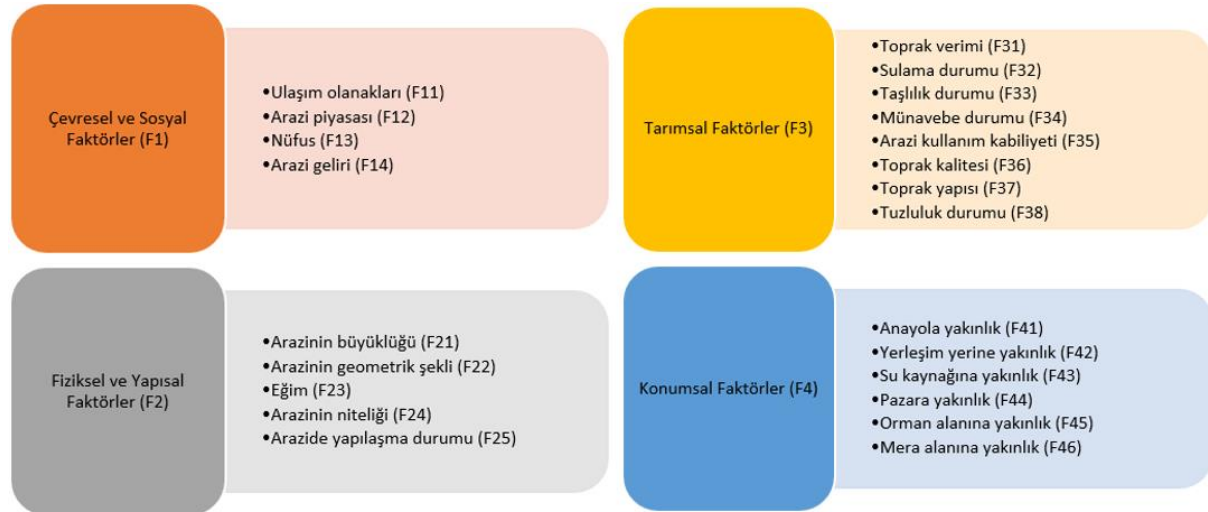 Çevresel ve Sosyal
Faktörler (F1)
•Ulaşım olanakları (F11)
•Arazi piyasası (F12)
•Nüfus (F13)
•Arazi geliri (F14)
Tarımsal Faktörler (F3)
•Toprak verimi (F31)
•Sulama durumu (F32)
•Taşlılık durumu (F33)
•Münavebe durumu (F34)
•Arazi kullanım kabiliyeti (F35)
•Toprak kalitesi (F36)
•Toprak yapısı (F37)
•Tuzluluk durumu (F38)
Fiziksel ve Yapısal
Faktörler (F2)
•Arazinin büyüklüğü (F21)
•Arazinin geometrik şekli (F22)
•Eğim (F23)
•Arazinin niteliği (F24)
•Arazide yapılaşma durumu (F25)
Konumsal Faktörler (F4)
•Anayola yakınlık (F41)
•Yerleşim yerine yakınlık (F42)
•Su kaynağına yakınlık (F43)
•Pazara yakınlık (F44)
•Orman alanına yakınlık (F45)
•Mera alanına yakınlık (F46)